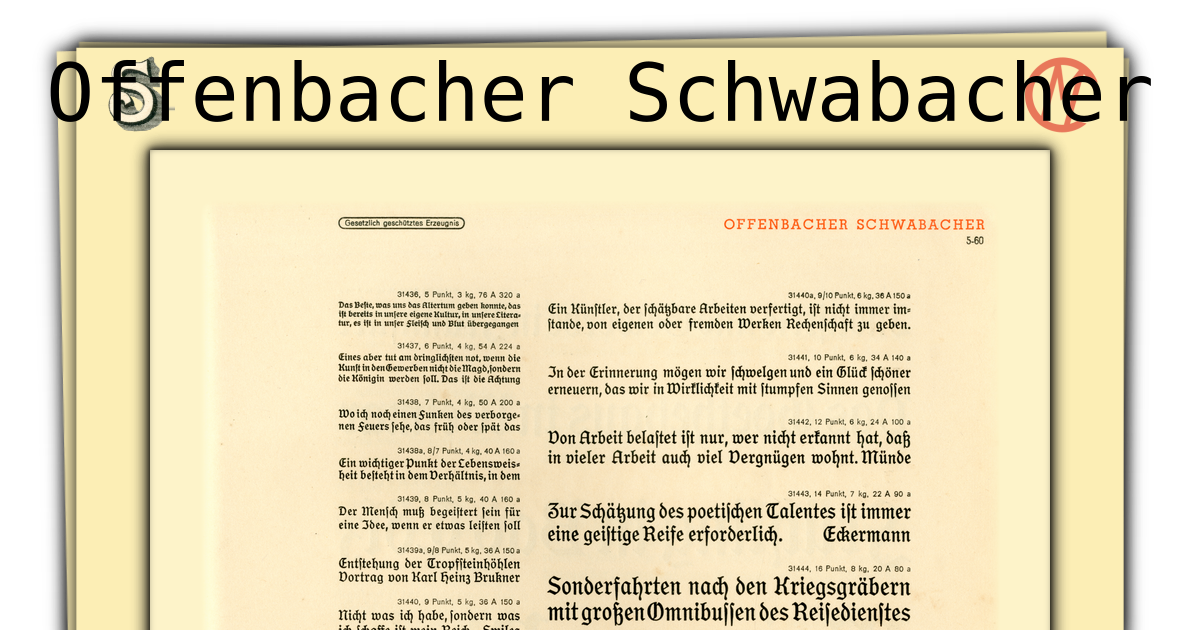 Offenbacher Schwabacher
Gesetzlich geschütztes Erzeugnis
OFFENBACHER SCHWABACHER
5-60
31436, 5 Punkt, 3 kg, 76 A 320 a
Das Beſte, was uns das Altertum geben konnte, das
iſt bereits in unſere eigene Kultur, in unſere Litera-
tur, es iſt in unſer Fleiſch und Blut übergegangen
31437, 6 Punkt, 4 kg, 54 A 224 a
Eines aber tut am dringlichſten not, wenn die
Kunſt in den Gewerben nicht die Magd, ſondern
die Königin werden ſoll. Das iſt die Achtung
31438, 7 Punkt, 4 kg, 50 A 200 a
Wo ich noch einen Funken des verborge-
nen Feuers ſehe, das früh oder ſpät das
31438a, 8/7 Punkt, 4 kg, 40 A 160 a
Ein wichtiger Punkt der Lebensweis-
heit beſteht in dem Verhältnis, in dem
31439, 8 Punkt, 5 kg, 40 A 160 a
Der Menſch muß begeiſtert ſein für
eine Idee, wenn er etwas leiſten ſoll
31439a, 9/8 Punkt, 5 kg, 36 A 150 a
Entſtehung der Tropfſteinhöhlen
Vortrag von Karl Heinz Brukner
31440, 9 Punkt, 5 kg, 36 A 150 a
Nicht was ich habe, ſondern was
ich ſchaffe iſt mein Reich. Smiles
31440a, 9/10 Punkt, 6 kg, 36 A 150 a
Ein Künſtler, der ſchätzbare Arbeiten verfertigt, iſt nicht immer im-
ſtande, von eigenen oder fremden Werken Rechenſchaft zu geben.
31441, 10 Punkt, 6 kg, 34 A 140 a
In der Erinnerung mögen wir ſchwelgen und ein Glück ſchöner
erneuern, das wir in Wirklichkeit mit ſtumpfen Sinnen genoſſen
31442, 12 Punkt, 6 kg, 24 A 100 a
Von Arbeit belaſtet iſt nur, wer nicht erkannt hat, daß
in vieler Arbeit auch viel Vergnügen wohnt. Münde
31443, 14 Punkt, 7 kg, 22 A 90 a
Zur Schätzung des poetiſchen Talentes iſt immer
eine geiſtige Reife erforderlich. Eckermann
31444, 16 Punkt, 8 kg, 20 A 80 a
Sonderfahrten nach den Kriegsgräbern
mit großen Omnibuſſen des Reiſedienſtes